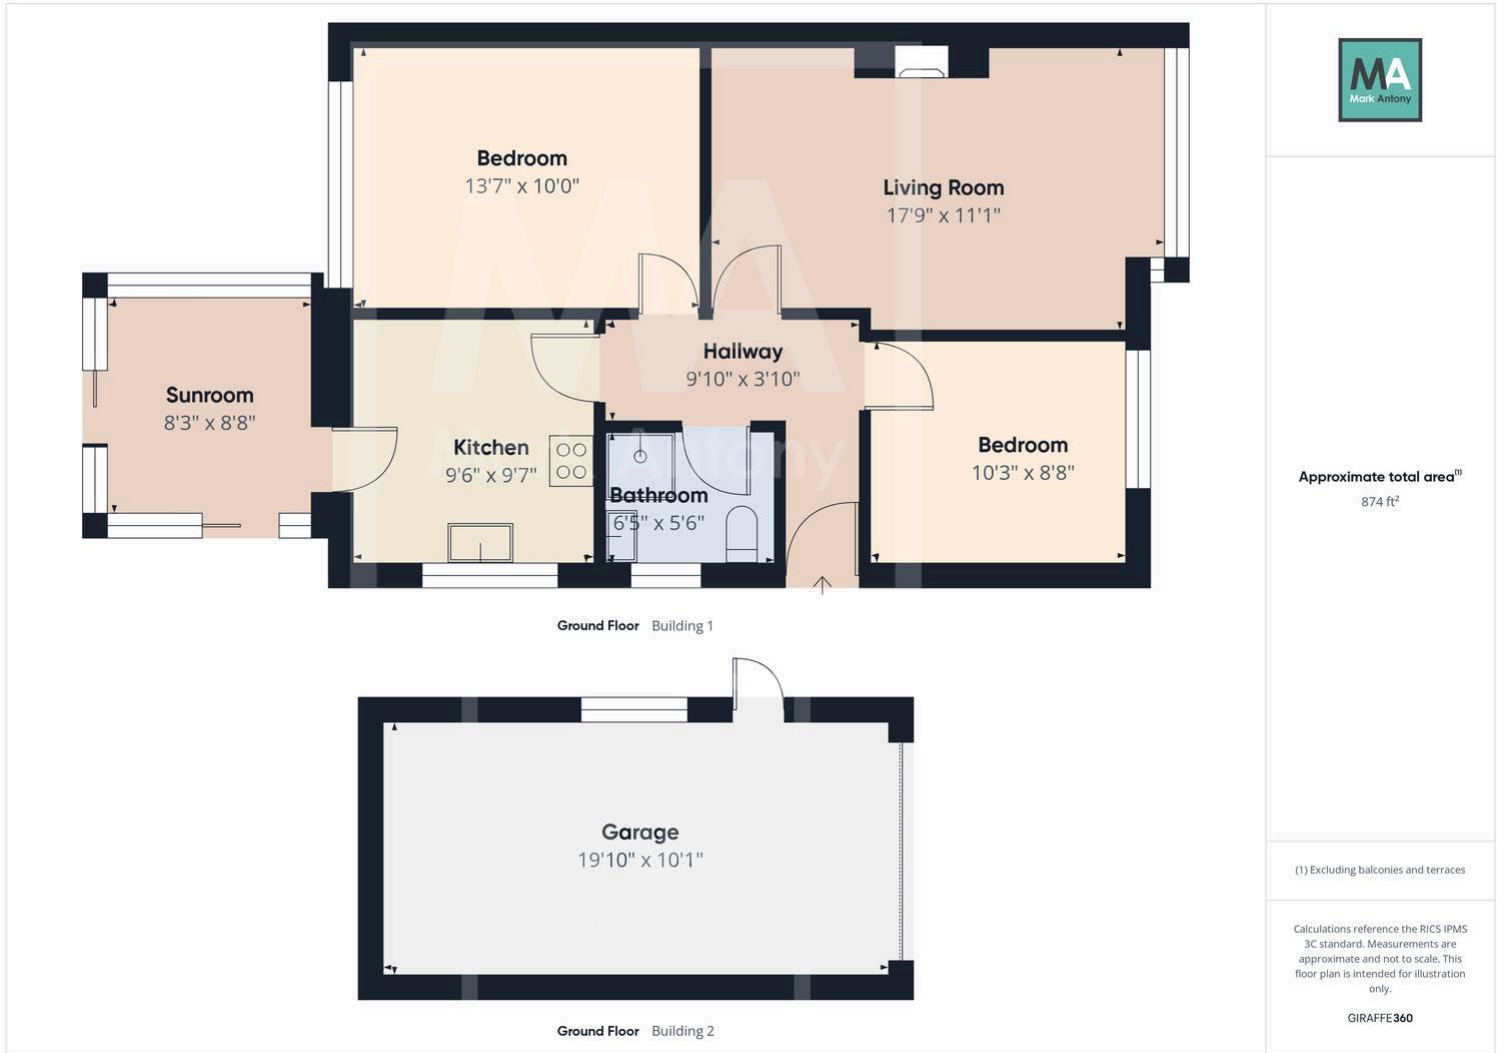 Bedroom
13'7" x 10'0"
Living Room
17'9" x 11'1"
Sunroom
8'3" x 8'8"
Hallway
9'10" x 3'10"
Kitchen
9'6" x 9'7"
Bathroom
6'5" x 5'6"
Bedroom
10'3" x 8'8"
MA
Mark Antony
Ground Floor Building 1
Garage
19'10" x 10'1"
Ground Floor Building 2
MA
Mark Antony
Approximate total area(1)
874 ft²
(1) Excluding balconies and terraces
Calculations reference the RICS IPMS
3C standard. Measurements are
approximate and not to scale. This
floor plan is intended for illustration
only.
GIRAFFE360